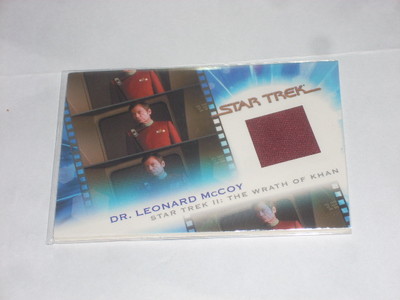 STAR TREK
DR. LEONARD McCOY
STAR TREK II: THE WRATH OF KHAN